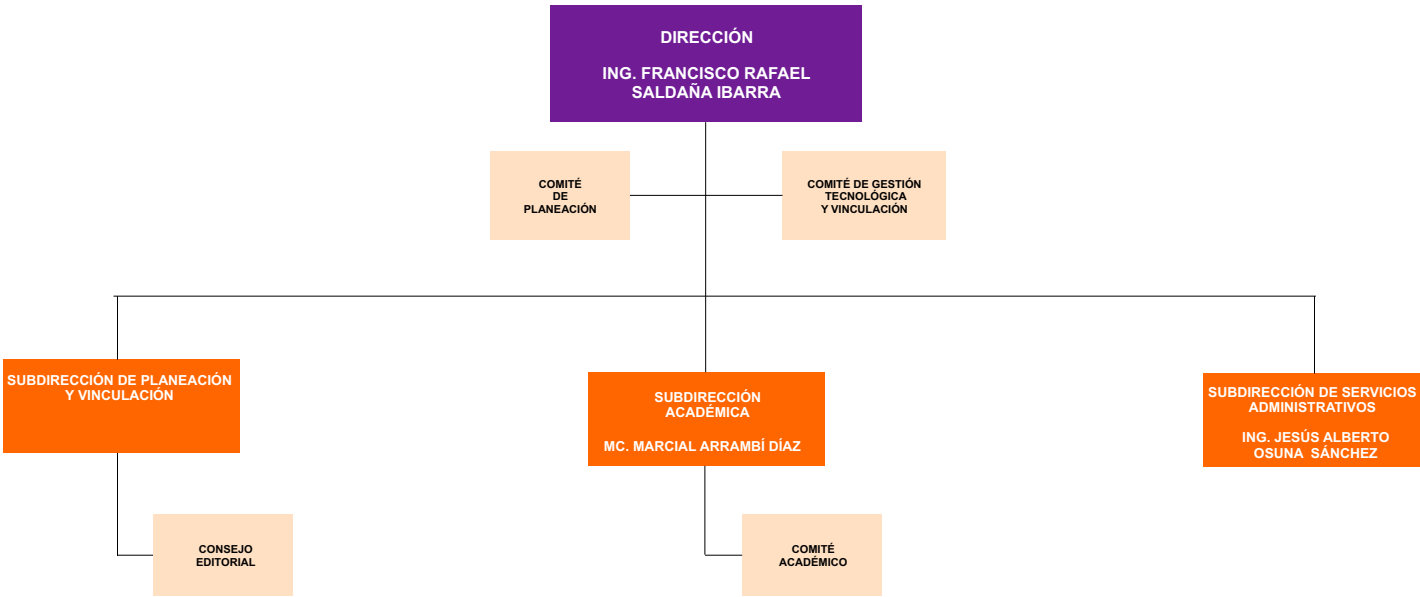 DIRECCIÓN
ING. FRANCISCO RAFAEL
SALDAÑA IBARRA
COMITÉ
DE
PLANEACIÓN
COMITÉ DE GESTIÓN
TECNOLÓGICA
Y VINCULACIÓN
SUBDIRECCIÓN DE PLANEACIÓN
Y VINCULACIÓN
SUBDIRECCIÓN
ACADÉMICA
MC. MARCIAL ARRAMBÍ DÍAZ
SUBDIRECCIÓN DE SERVICIOS
ADMINISTRATIVOS
ING. JESÚS ALBERTO
OSUNA SÁNCHEZ
CONSEJO
EDITORIAL
COMITÉ
ACADÉMICO